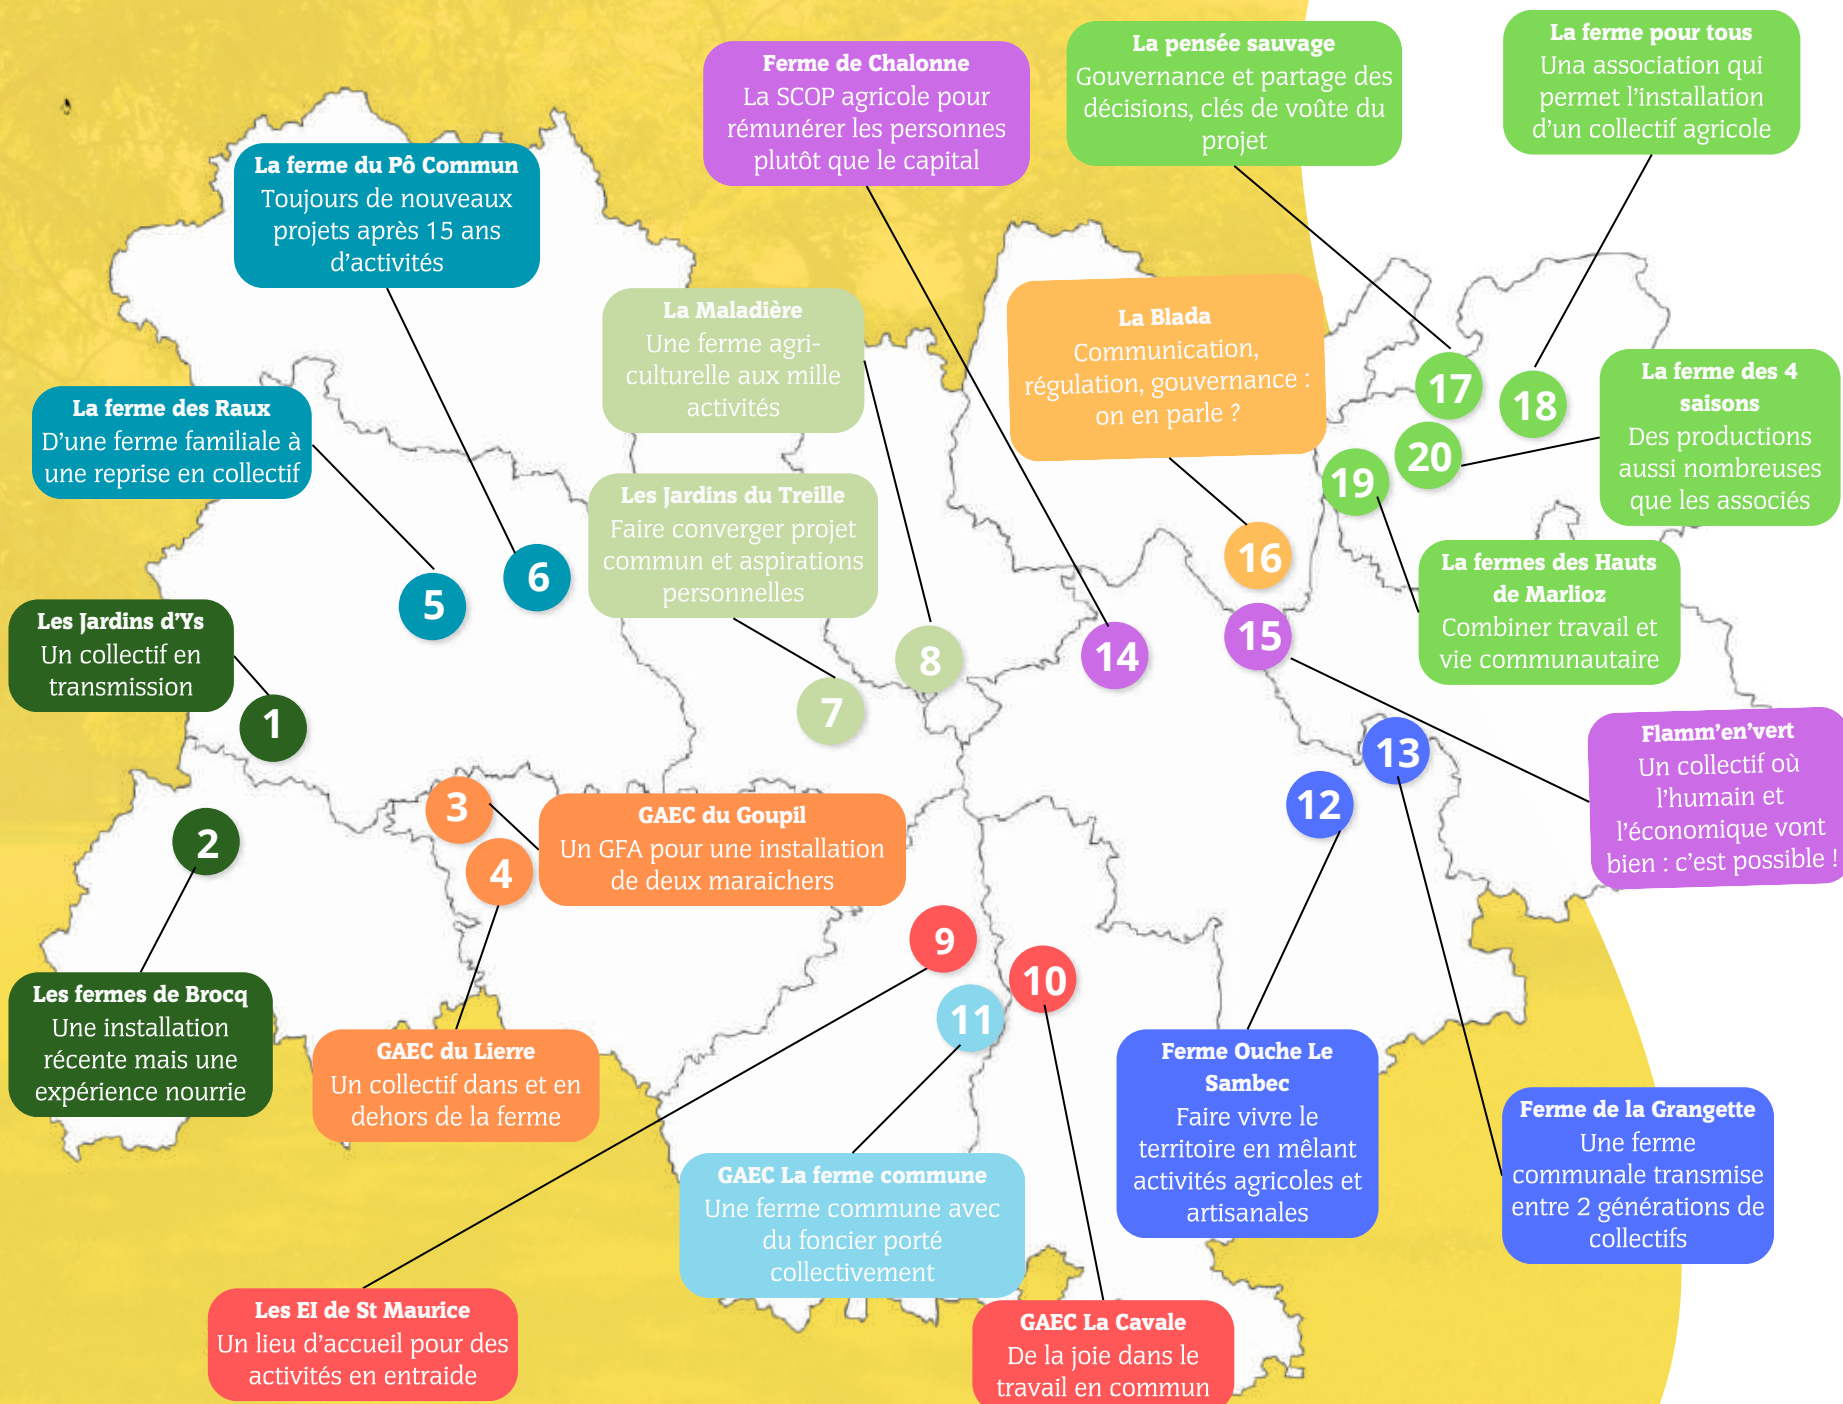 La ferme du Pô Commun
Toujours de nouveaux
projets après 15 ans
d'activités
Ferme de Chalonne
La SCOP agricole pour
rémunérer les personnes
plutôt que le capital
La pensée sauvage
Gouvernance et partage des
décisions, clés de voûte du
projet
La ferme pour tous
Una association qui
permet l'installation
d'un collectif agricole
La Maladière
Une ferme agri-
culturelle aux mille
activités
La Blada
Communication,
régulation, gouvernance :
on en parle ?
La ferme des Raux
D'une ferme familiale à
une reprise en collectif
La ferme des 4
saisons
Des productions
aussi nombreuses
que les associés
Les Jardins du Treille
Faire converger projet
commun et aspirations
personnelles
La fermes des Hauts
de Marlioz
Combiner travail et
vie communautaire
Les Jardins d'Ys
Un collectif en
transmission
Flamm'en'vert
Un collectif où
l'humain et
l'économique vont
bien : c'est possible !
GAEC du Goupil
Un GFA pour une installation
de deux maraichers
Les fermes de Brocq
Une installation
récente mais une
expérience nourrie
GAEC du Lierre
Un collectif dans et en
dehors de la ferme
Ferme Ouche Le
Sambec
Faire vivre le
territoire en mêlant
activités agricoles et
artisanales
Ferme de la Grangette
Une ferme
communale transmise
entre 2 générations de
collectifs
GAEC La ferme commune
Une ferme commune avec
du foncier porté
collectivement
Les EI de St Maurice
Un lieu d'accueil pour des
activités en entraide
GAEC La Cavale
De la joie dans le
travail en commun
1
2
3
4
5
6
7
8
9
10
11
12
13
14
15
16
17
18
19
20